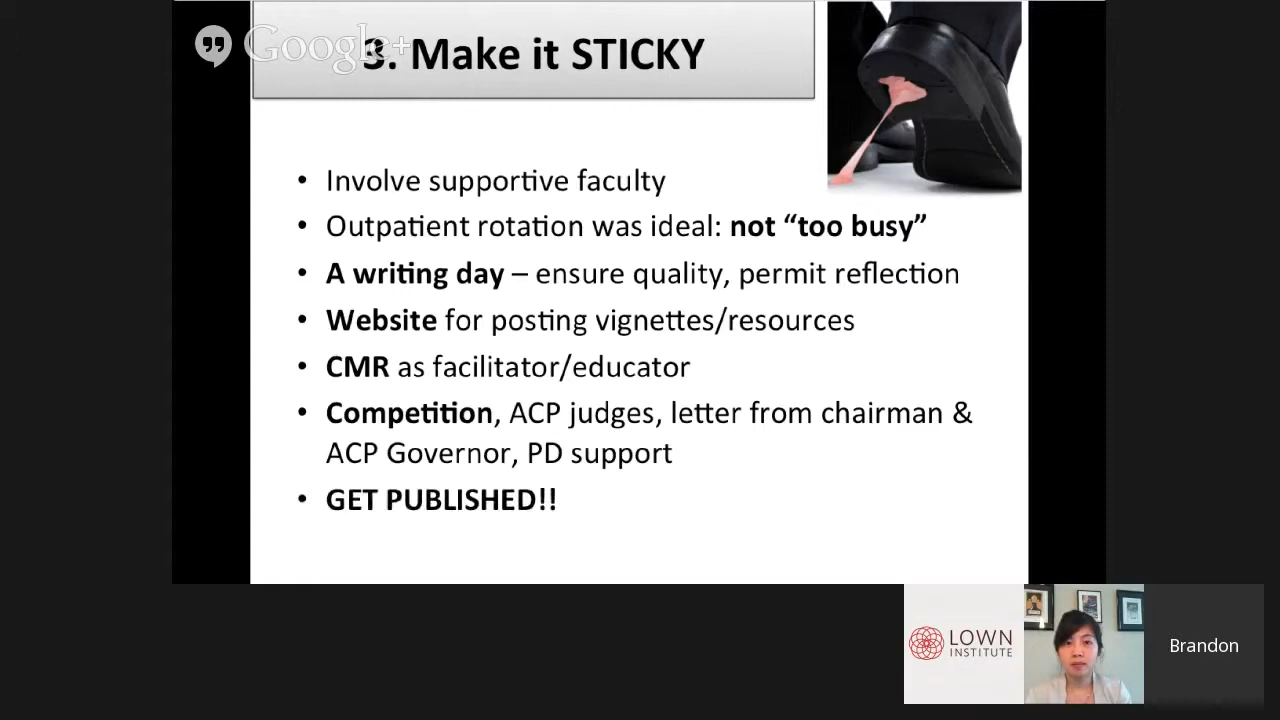 Google+
3. Make it STICKY
• Involve supportive faculty
• Outpatient rotation was ideal: not “too busy”
• A writing day – ensure quality, permit reflection
• Website for posting vignettes/resources
• CMR as facilitator/educator
• Competition, ACP judges, letter from chairman &
ACP Governor, PD support
• GET PUBLISHED!!
LOWN
INSTITUTE
Brandon